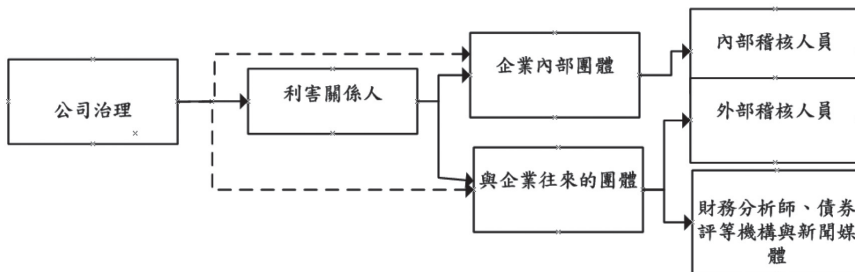 公司治理
利害關係人
企業內部團體
與企業往來的團體
內部稽核人員
外部稽核人員
財務分析師、債券
評等機構與新聞媒
體